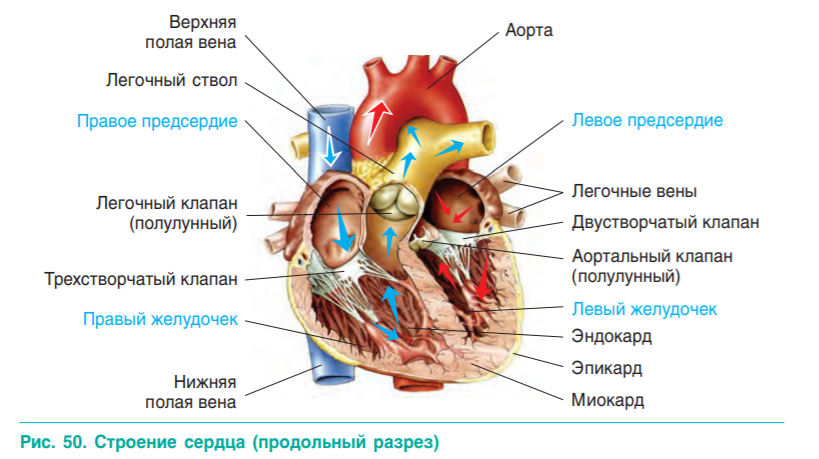 Верхняя
полая вена
Легочный ствол
Правое предсердие
Легочный клапан
(полулунный)
Трехстворчатый клапан
Правый желудочек
Нижняя
полая вена
Аорта
Левое предсердие
Легочные вены
Двустворчатый клапан
Аортальный клапан
(полулунный)
Левый желудочек
Эндокард
Эпикард
Миокард
Рис. 50. Строение сердца (продольный разрез)